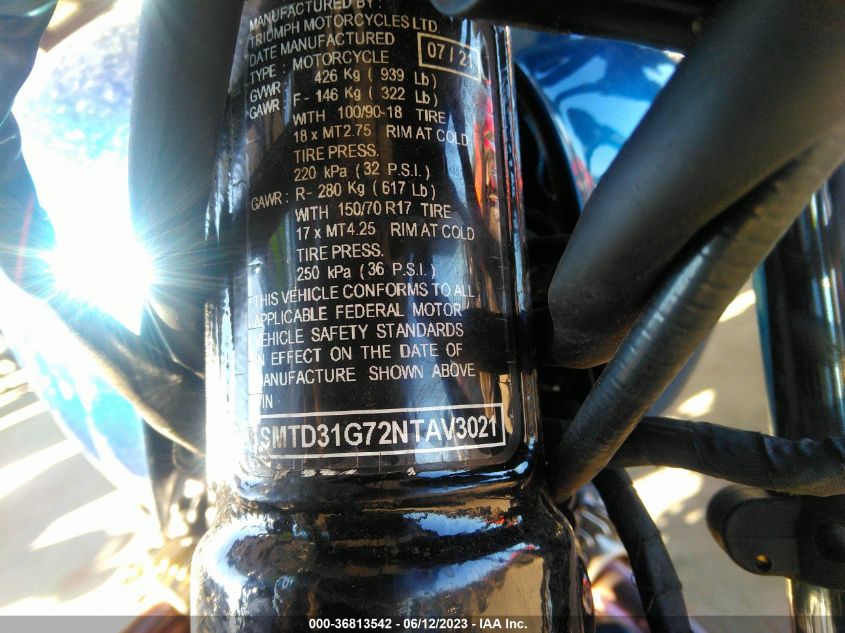 MANUFACTURED BY :
TRIUMPH MOTORCYCLES LTD
DATE MANUFACTURED 07 / 21
TYPE : MOTORCYCLE
GVWR : 426 Kg ( 939 Lb)
GAWR : F - 146 Kg ( 322 Lb)
WITH 100/90-18 TIRE
18 x MT2.75 RIM AT COLD
TIRE PRESS.
220 kPa ( 32 P.S.I.)
GAWR : R- 280 Kg ( 617 Lb)
WITH 150/70 R17 TIRE
17 x MT4.25 RIM AT COLD
TIRE PRESS.
250 kPa ( 36 P.S.I.)
THIS VEHICLE CONFORMS TO ALL
APPLICABLE FEDERAL MOTOR
VEHICLE SAFETY STANDARDS
IN EFFECT ON THE DATE OF
MANUFACTURE SHOWN ABOVE
VIN
SMTD31G72NTAV3021
000-36813542 - 06/12/2023 - IAA Inc.